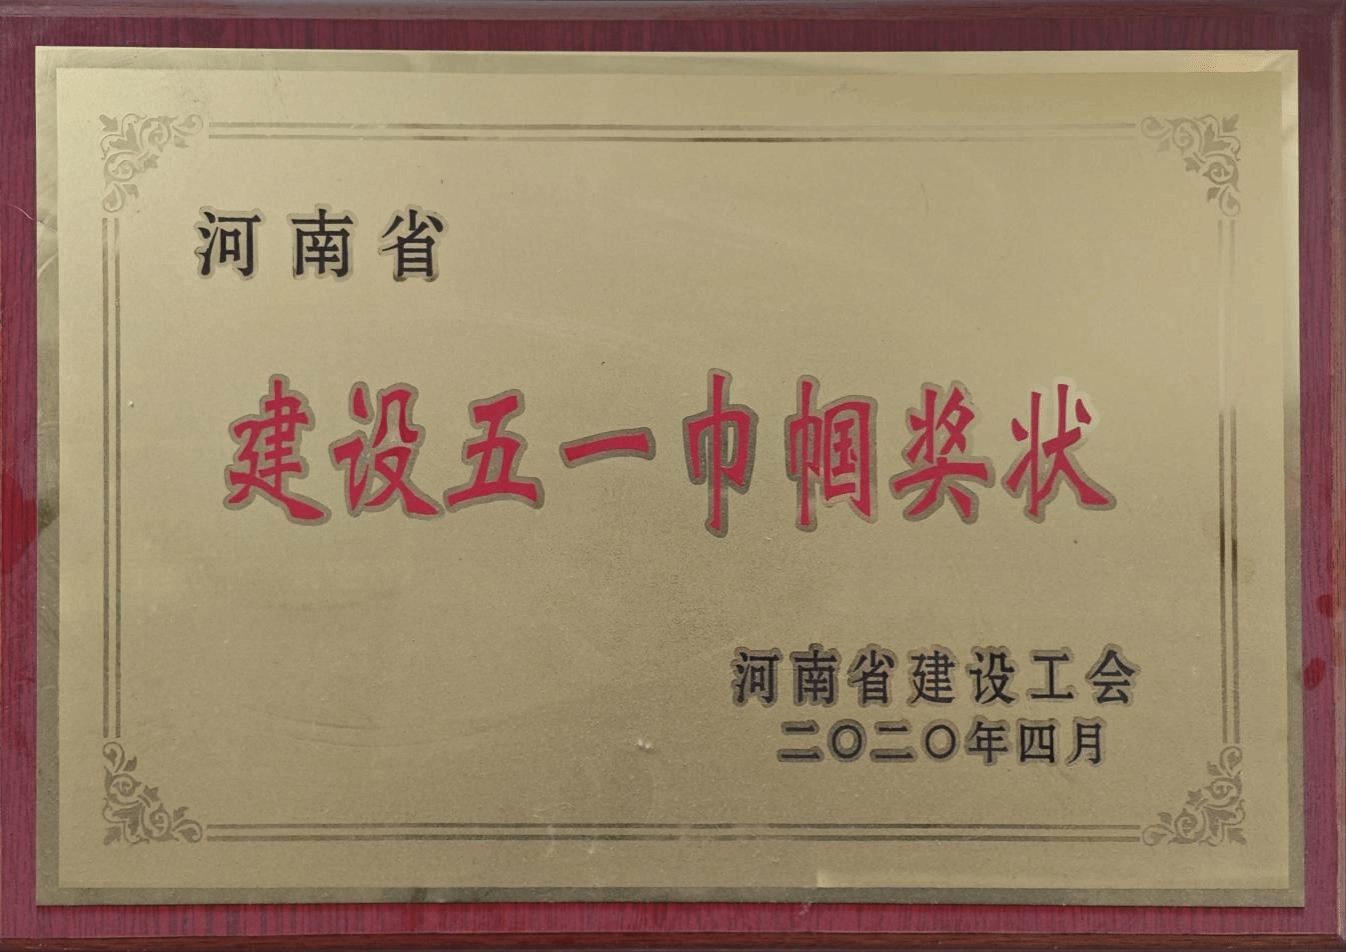 河南省
建设五一巾帼奖状
河南省建设工会
二〇二〇年四月